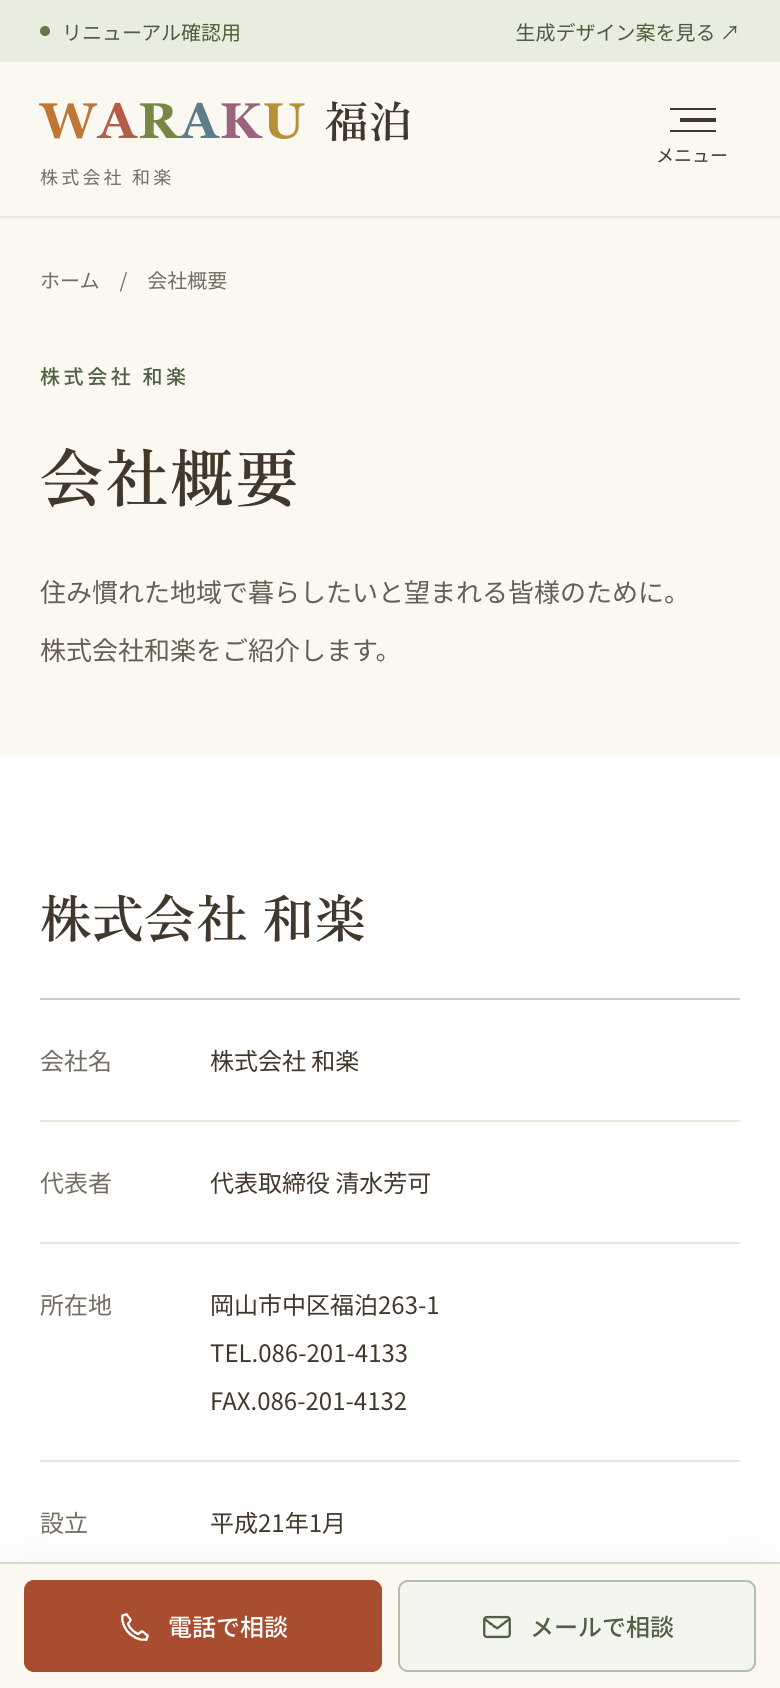 リニューアル確認用
生成デザイン案を見る ↗
WARAKU 福泊
株式会社 和楽
メニュー
ホーム / 会社概要
株式会社 和楽
会社概要
住み慣れた地域で暮らしたいと望まれる皆様のために。
株式会社和楽をご紹介します。
株式会社 和楽
会社名 株式会社 和楽
代表者 代表取締役 清水芳可
所在地 岡山市中区福泊263-1
TEL.086-201-4133
FAX.086-201-4132
設立 平成21年1月
電話で相談
メールで相談